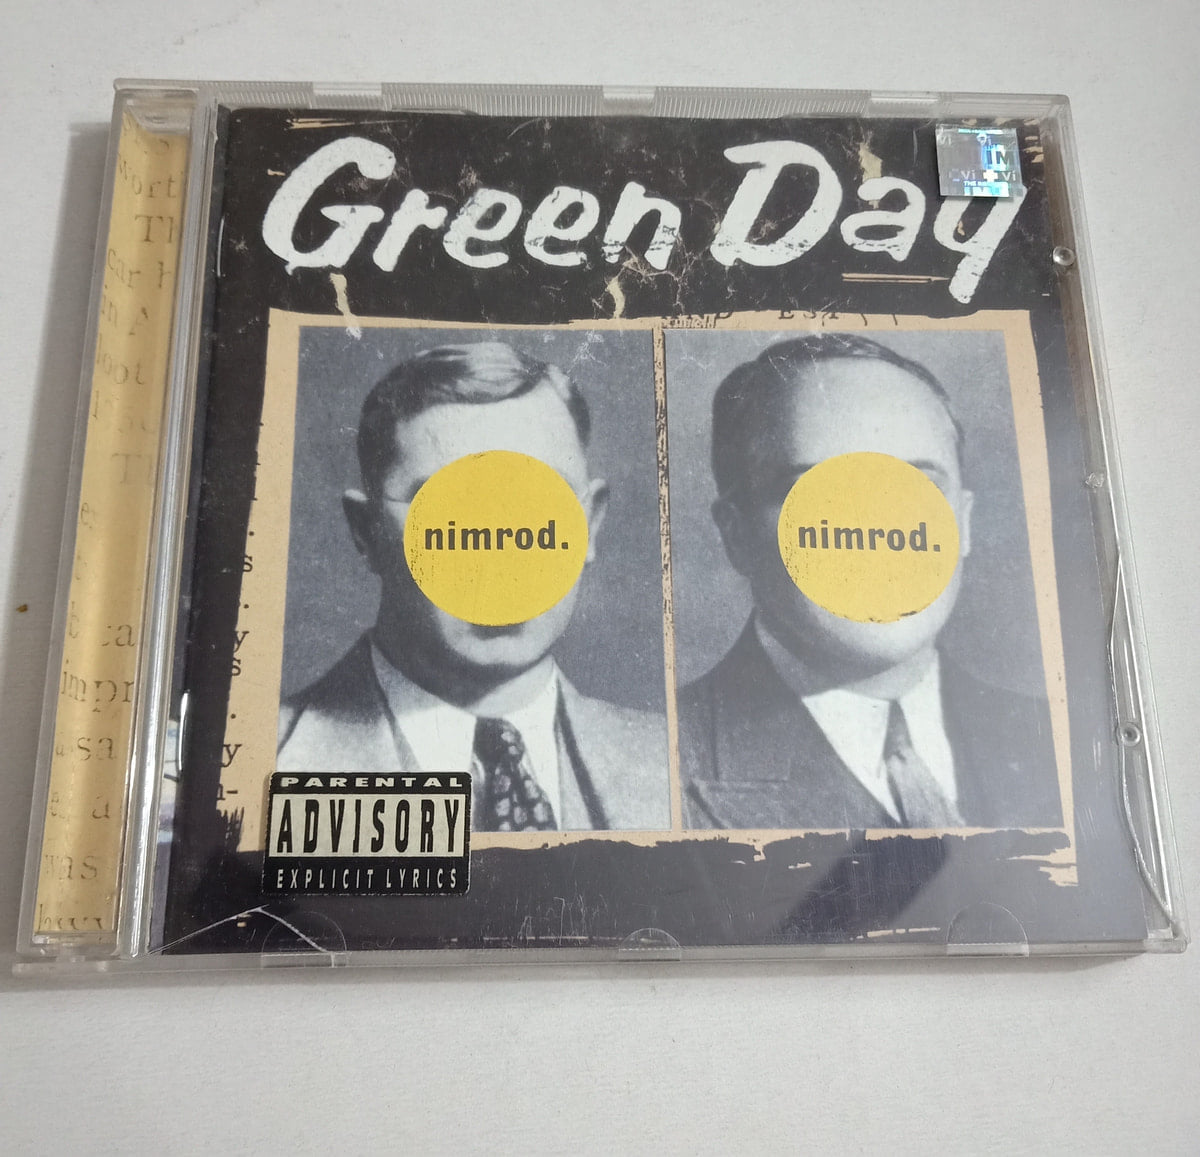 Green Day
nimrod.
nimrod.
PARENTAL
ADVISORY
EXPLICIT LYRICS